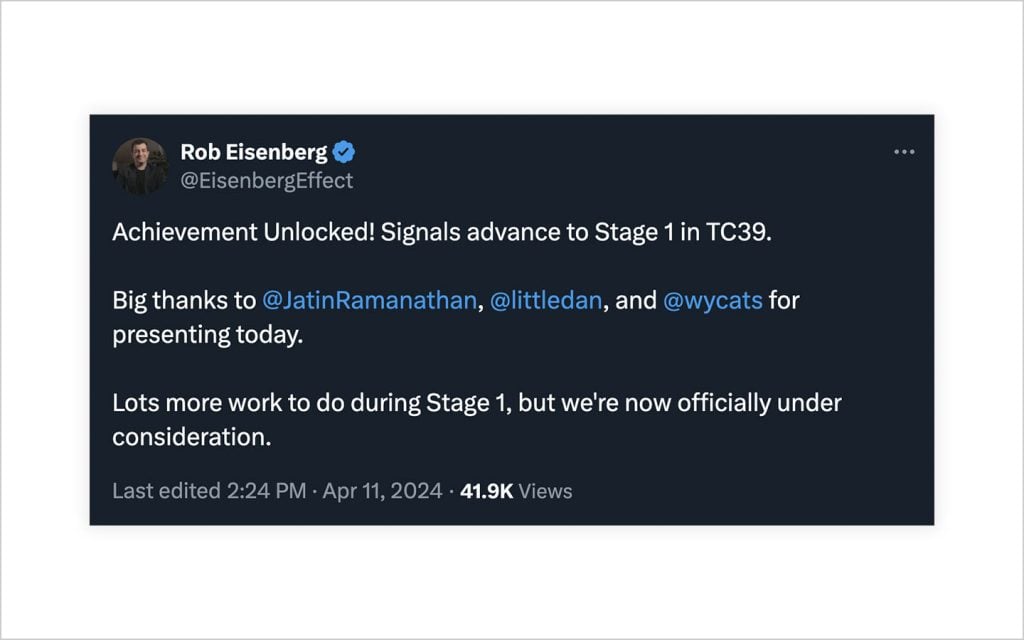 Rob Eisenberg
@EisenbergEffect
Achievement Unlocked! Signals advance to Stage 1 in TC39.
Big thanks to @JatinRamanathan, @littledan, and @wycats for
presenting today.
Lots more work to do during Stage 1, but we're now officially under
consideration.
Last edited 2:24 PM · Apr 11, 2024 · 41.9K Views